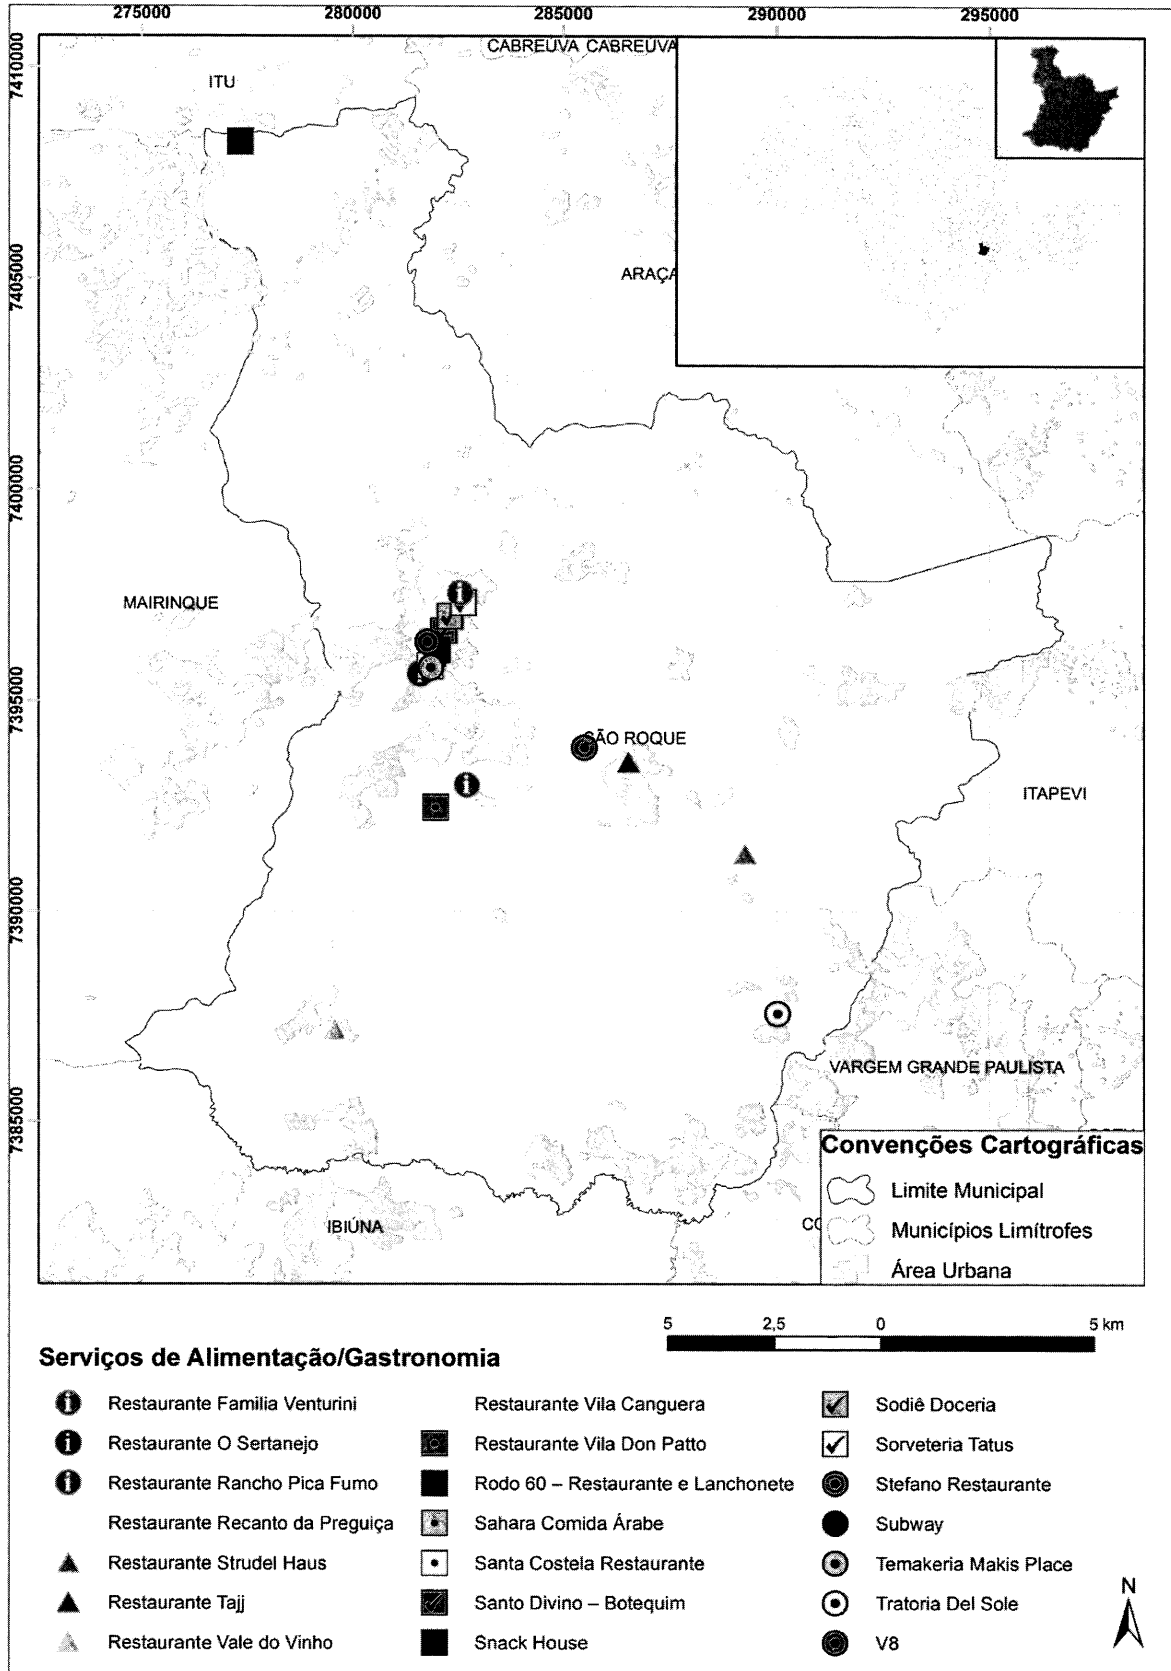 275000 280000 285000 290000 295000
7410000
7405000
7400000
7395000
7390000
7385000
CABREÚVA CABREÚVA
ITU
ARAÇA
MAIRINQUE
SÃO ROQUE
ITAPEVI
VARGEM GRANDE PAULISTA
IBIÚNA
CO
Convenções Cartográficas
Limite Municipal
Municípios Limítrofes
Área Urbana
5 2,5 0 5 km
Serviços de Alimentação/Gastronomia
Restaurante Familia Venturini
Restaurante O Sertanejo
Restaurante Rancho Pica Fumo
Restaurante Recanto da Preguiça
Restaurante Strudel Haus
Restaurante Tajj
Restaurante Vale do Vinho
Restaurante Vila Canguera
Restaurante Vila Don Patto
Rodo 60 – Restaurante e Lanchonete
Sahara Comida Árabe
Santa Costela Restaurante
Santo Divino – Botequim
Snack House
Sodiê Doceria
Sorveteria Tatus
Stefano Restaurante
Subway
Temakeria Makis Place
Tratoria Del Sole
V8
N